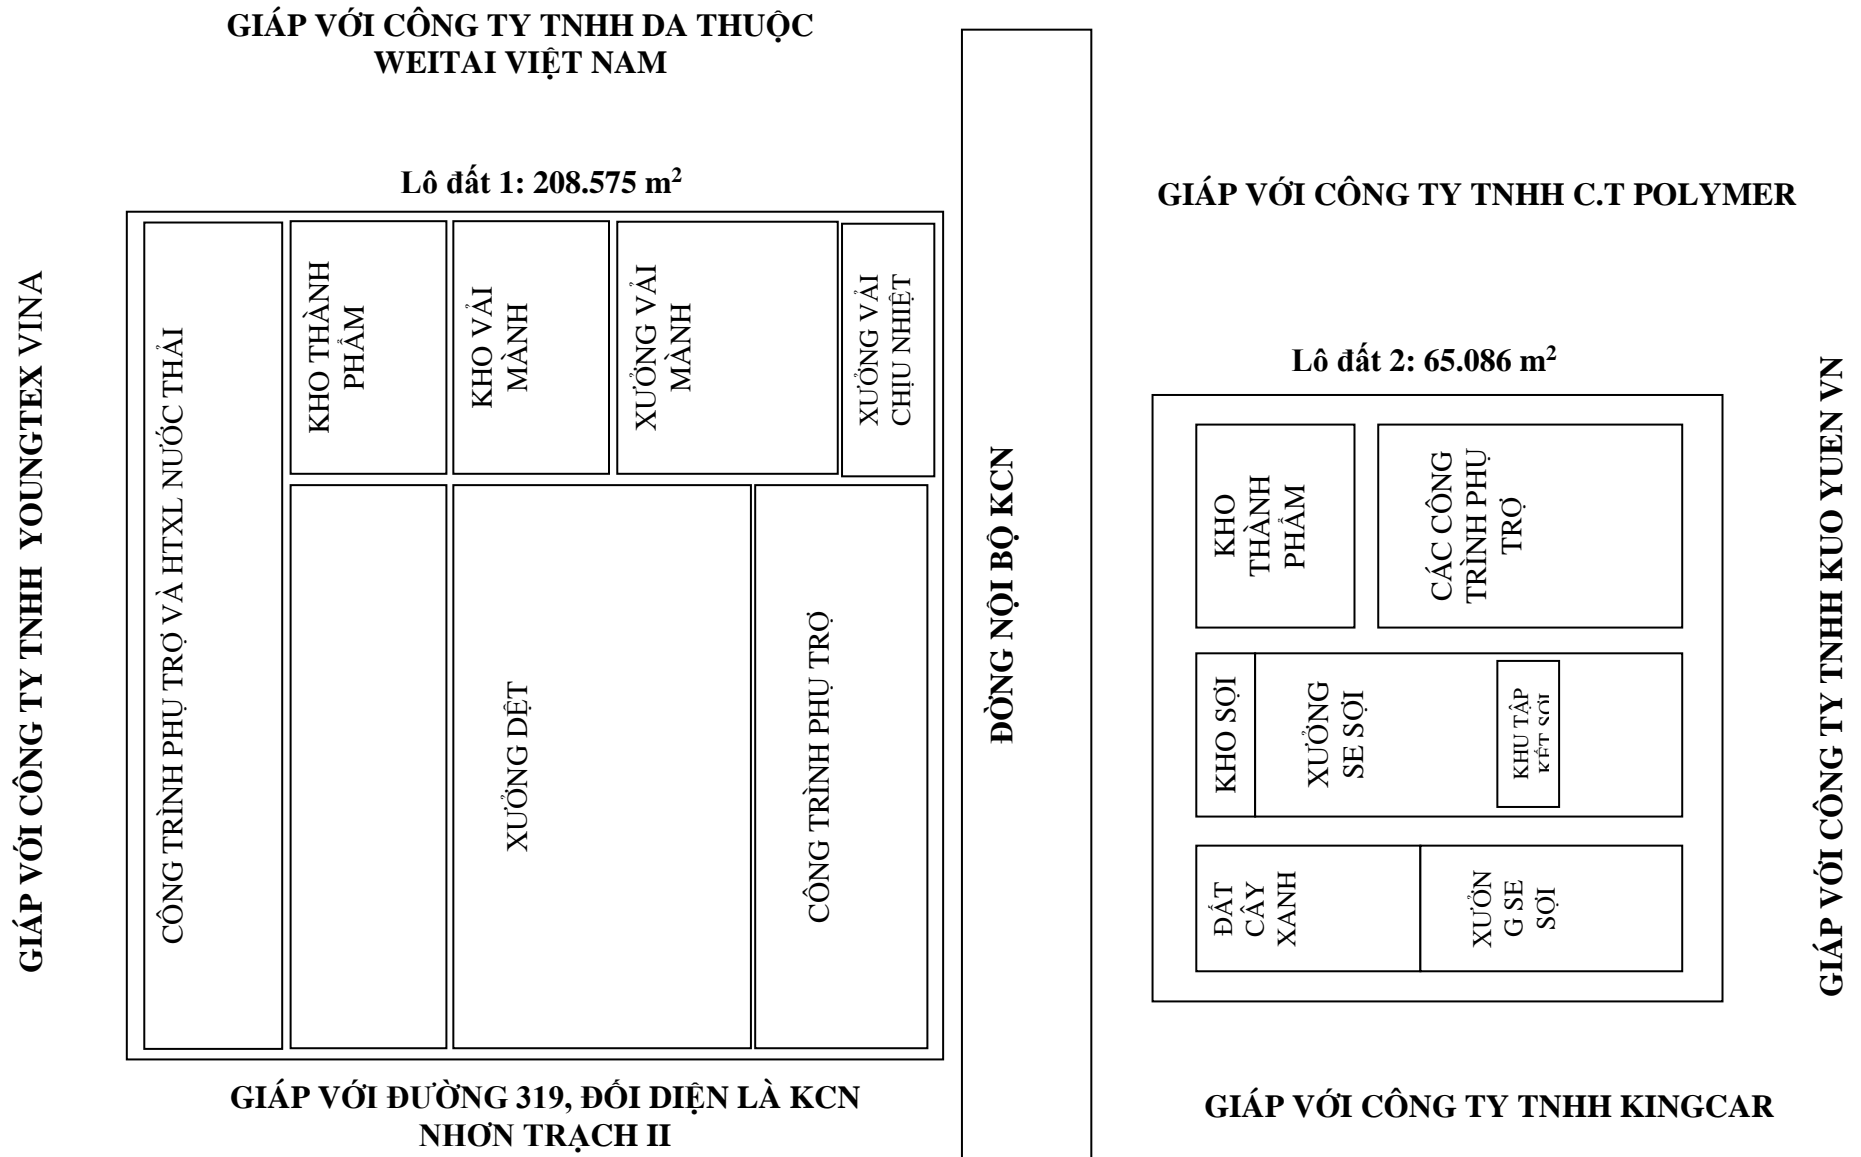 GIÁP VỚI CÔNG TY TNHH DA THUỘC
WEITAI VIỆT NAM
Lô đất 1: 208.575 m²
GIÁP VỚI CÔNG TY TNHH YOUNGTEX VINA
CÔNG TRÌNH PHỤ TRỢ VÀ HTXL NƯỚC THẢI
KHO THÀNH
PHẨM
KHO VẢI
MÀNH
XƯỞNG VẢI
MÀNH
XƯỞNG VẢI
CHỊU NHIỆT
XƯỞNG DỆT
CÔNG TRÌNH PHỤ TRỢ
GIÁP VỚI ĐƯỜNG 319, ĐỐI DIỆN LÀ KCN
NHƠN TRẠCH II
ĐỜNG NỘI BỘ KCN
GIÁP VỚI CÔNG TY TNHH C.T POLYMER
Lô đất 2: 65.086 m²
KHO
THÀNH
PHẨM
CÁC CÔNG
TRÌNH PHỤ
TRỢ
KHO SỢI
XƯỞNG
SE SỢI
KHU TẬP
KẾT SỢI
ĐẤT
CÂY
XANH
XƯỞN
G SE
SỢI
GIÁP VỚI CÔNG TY TNHH KUO YUEN VN
GIÁP VỚI CÔNG TY TNHH KINGCAR